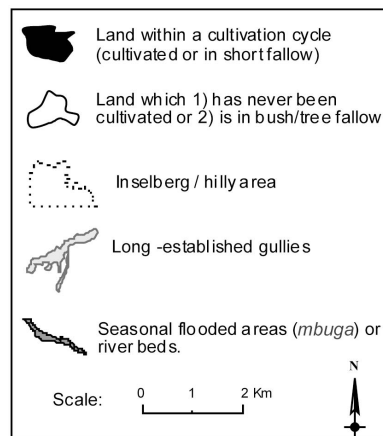 Land within a cultivation cycle
(cultivated or in short fallow)
Land which 1) has never been
cultivated or 2) is in bush/tree fallow
Inselberg / hilly area
Long -established gullies
Seasonal flooded areas (mbuga) or
river beds.
N
Scale: 0 1 2 Km